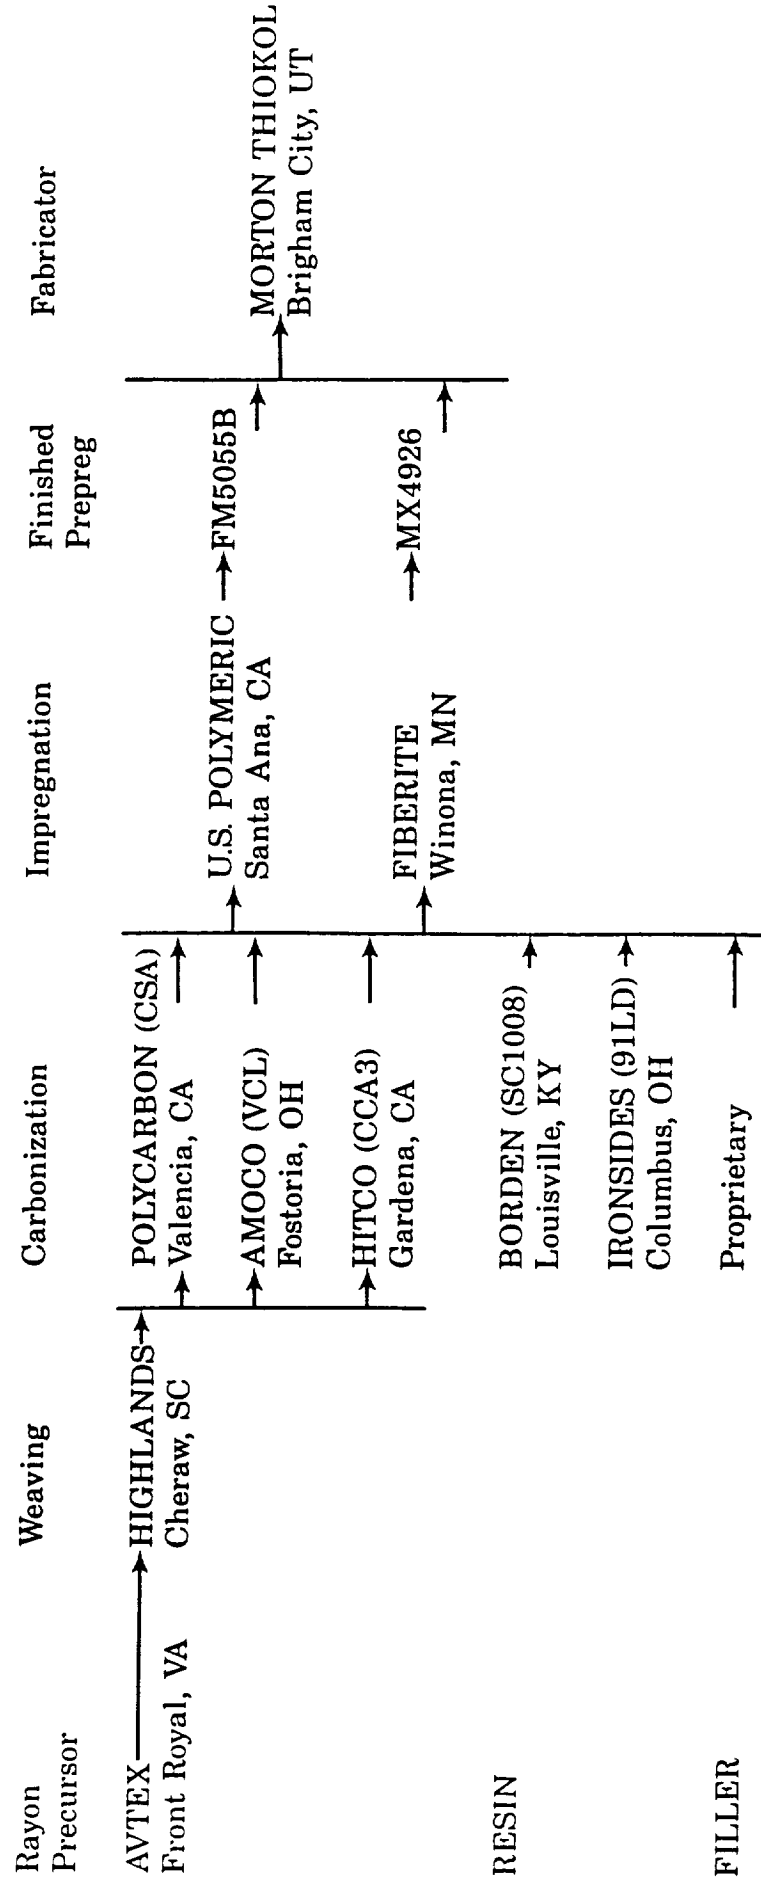 Rayon
Precursor
Weaving
Carbonization
Impregnation
Finished
Prepreg
Fabricator
AVTEX
Front Royal, VA
HIGHLANDS
Cheraw, SC
POLYCARBON (CSA)
Valencia, CA
AMOCO (VCL)
Fostoria, OH
HITCO (CCA3)
Gardena, CA
U.S. POLYMERIC
Santa Ana, CA
FM5055B
MORTON THIOKOL
Brigham City, UT
FIBERITE
Winona, MN
MX4926
RESIN
BORDEN (SC1008)
Louisville, KY
IRONSIDES (91LD)
Columbus, OH
FILLER
Proprietary